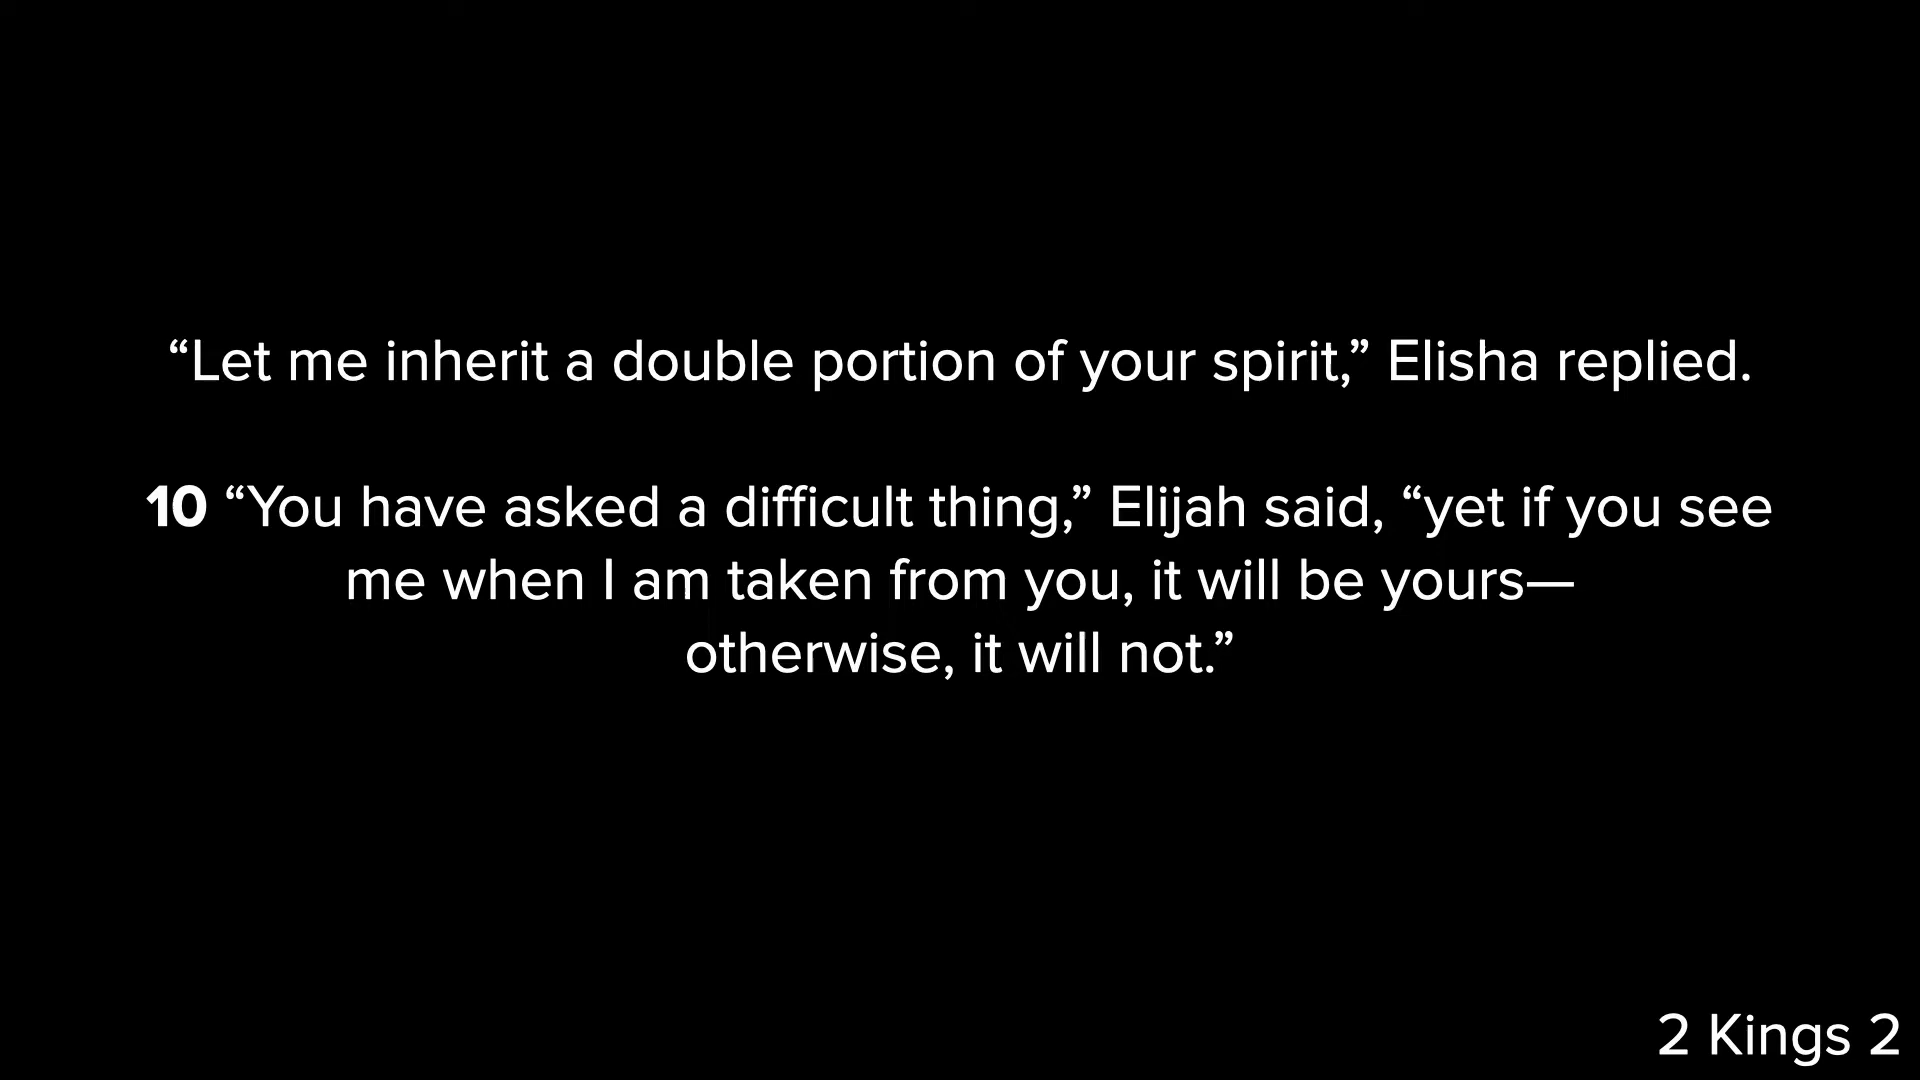 “Let me inherit a double portion of your spirit,” Elisha replied.
10 “You have asked a difficult thing,” Elijah said, “yet if you see
me when I am taken from you, it will be yours—
otherwise, it will not.”
2 Kings 2